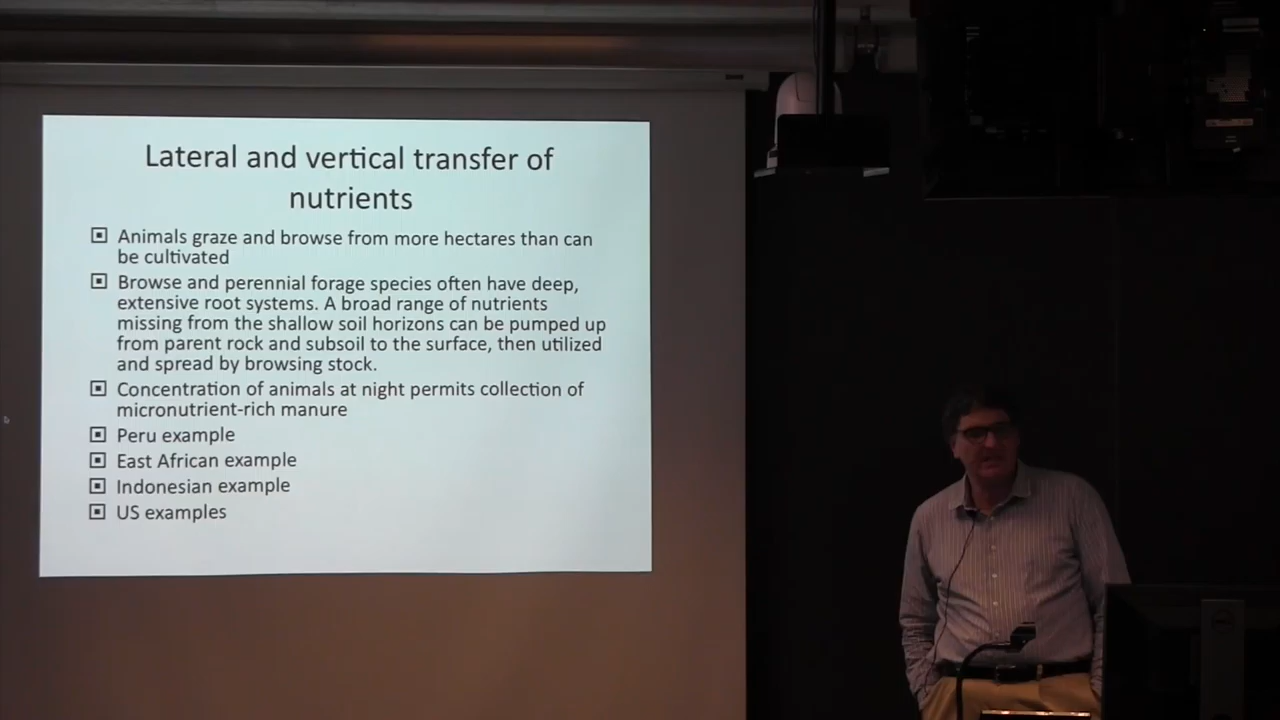 Lateral and vertical transfer of
nutrients
Animals graze and browse from more hectares than can
be cultivated
Browse and perennial forage species often have deep,
extensive root systems. A broad range of nutrients
missing from the shallow soil horizons can be pumped up
from parent rock and subsoil to the surface, then utilized
and spread by browsing stock.
Concentration of animals at night permits collection of
micronutrient-rich manure
Peru example
East African example
Indonesian example
US examples